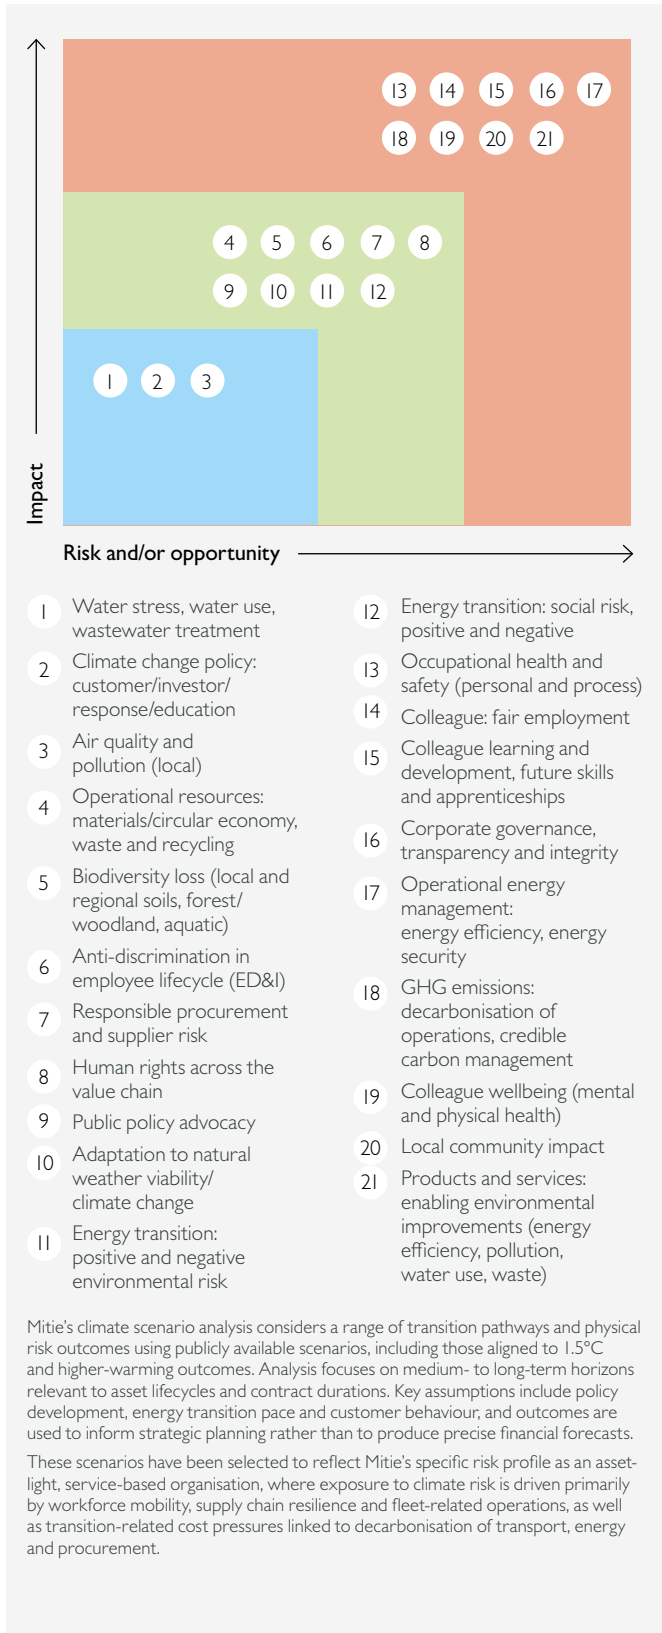 13 14 15 16 17
18 19 20 21
4 5 6 7 8
9 10 11 12
1 2 3
Impact
Risk and/or opportunity
1 Water stress, water use,
wastewater treatment
2 Climate change policy:
customer/investor/
response/education
3 Air quality and
pollution (local)
4 Operational resources:
materials/circular economy,
waste and recycling
5 Biodiversity loss (local and
regional soils, forest/
woodland, aquatic)
6 Anti-discrimination in
employee lifecycle (ED&I)
7 Responsible procurement
and supplier risk
8 Human rights across the
value chain
9 Public policy advocacy
10 Adaptation to natural
weather viability/
climate change
11 Energy transition:
positive and negative
environmental risk
12 Energy transition: social risk,
positive and negative
13 Occupational health and
safety (personal and process)
14 Colleague: fair employment
15 Colleague learning and
development, future skills
and apprenticeships
16 Corporate governance,
transparency and integrity
17 Operational energy
management:
energy efficiency, energy
security
18 GHG emissions:
decarbonisation of
operations, credible
carbon management
19 Colleague wellbeing (mental
and physical health)
20 Local community impact
21 Products and services:
enabling environmental
improvements (energy
efficiency, pollution,
water use, waste)
Mitie's climate scenario analysis considers a range of transition pathways and physical
risk outcomes using publicly available scenarios, including those aligned to 1.5°C
and higher-warming outcomes. Analysis focuses on medium- to long-term horizons
relevant to asset lifecycles and contract durations. Key assumptions include policy
development, energy transition pace and customer behaviour, and outcomes are
used to inform strategic planning rather than to produce precise financial forecasts.
These scenarios have been selected to reflect Mitie's specific risk profile as an asset-
light, service-based organisation, where exposure to climate risk is driven primarily
by workforce mobility, supply chain resilience and fleet-related operations, as well
as transition-related cost pressures linked to decarbonisation of transport, energy
and procurement.